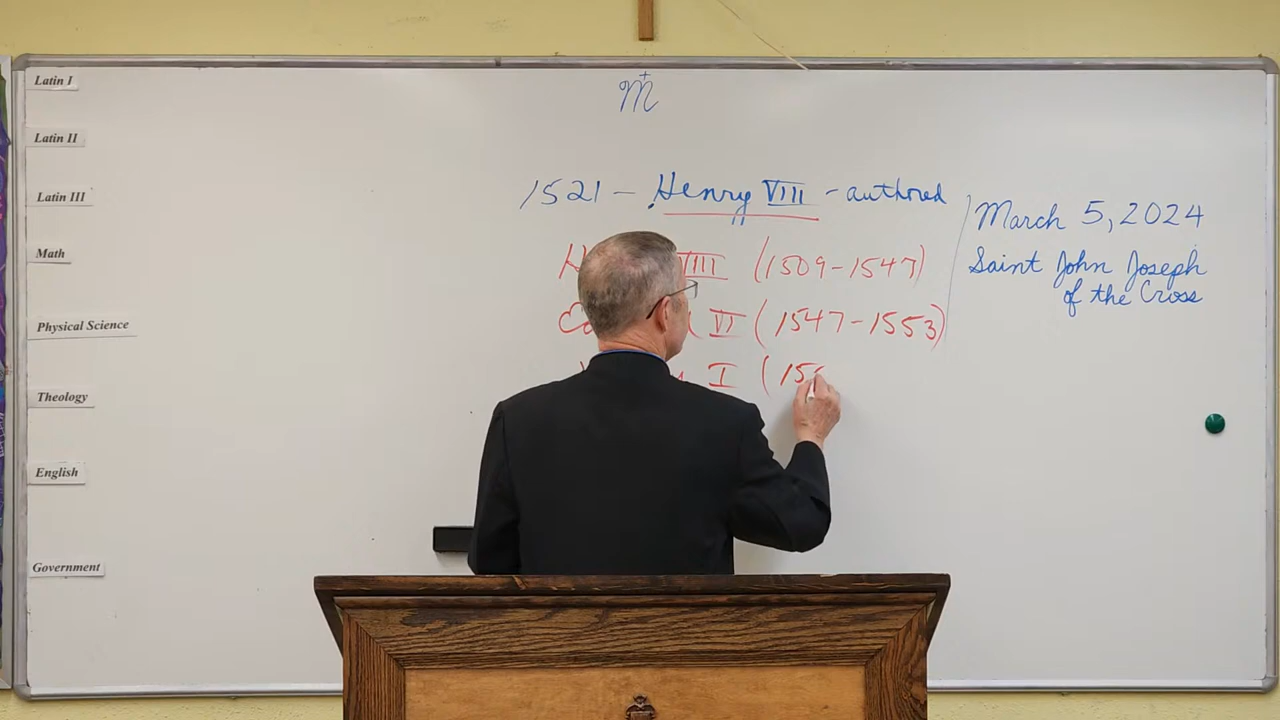 Latin I
Latin II
Latin III
Math
Physical Science
Theology
English
Government
M
1521 – Henry VIII - authored
VIII (1509-1547)
VI (1547-1553)
I (15
March 5, 2024
Saint John Joseph
of the Cross